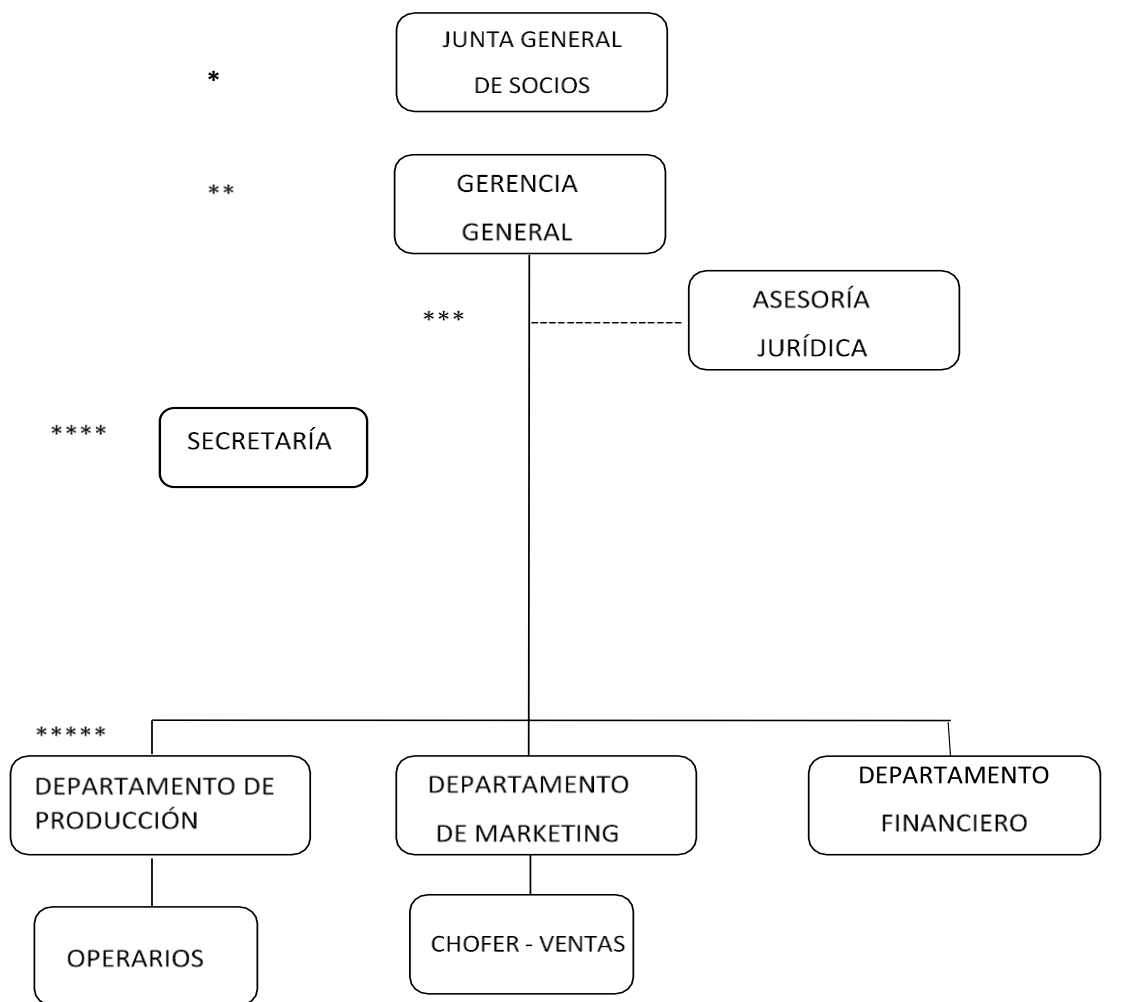 JUNTA GENERAL
DE SOCIOS
*
GERENCIA
GENERAL
**
ASESORÍA
JURÍDICA
***
****
SECRETARÍA
*****
DEPARTAMENTO DE
PRODUCCIÓN
DEPARTAMENTO
DE MARKETING
DEPARTAMENTO
FINANCIERO
OPERARIOS
CHOFER - VENTAS